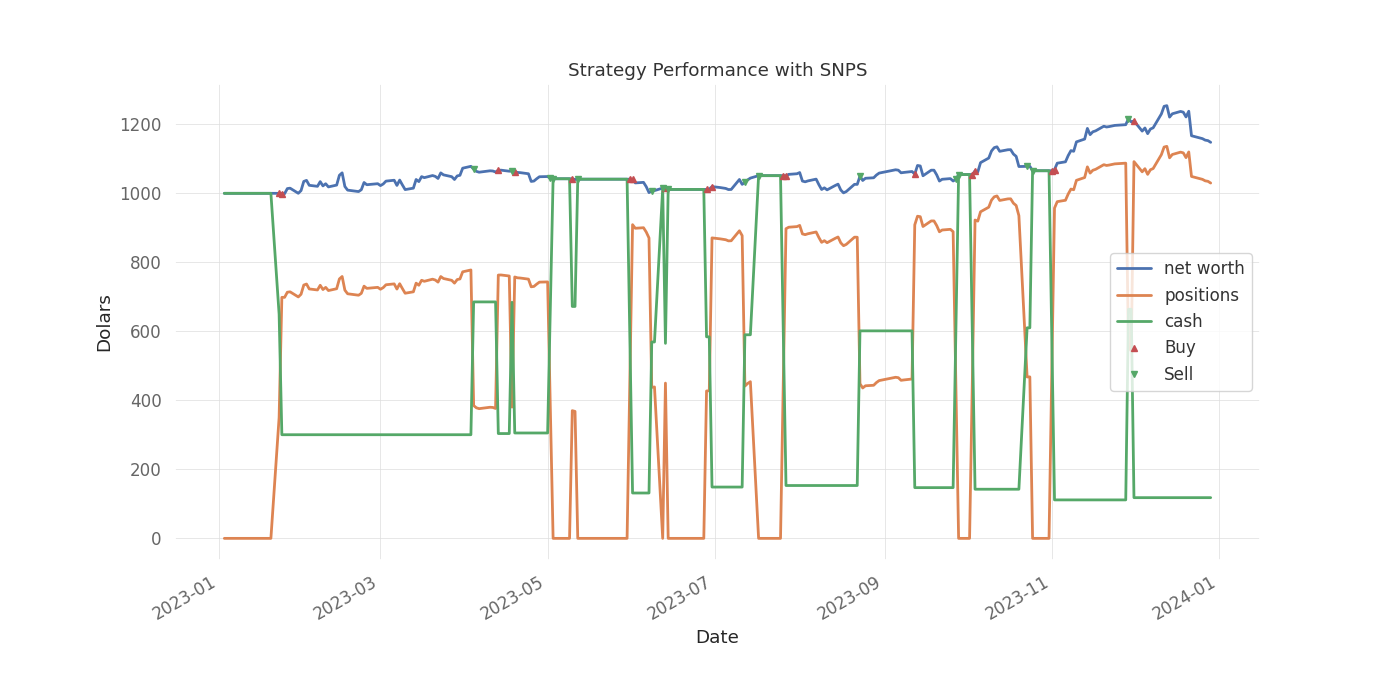 Strategy Performance with SNPS
1200
1000
800
600
400
200
0
Dolars
net worth
positions
cash
Buy
Sell
2023-01
2023-03
2023-05
2023-07
2023-09
2023-11
2024-01
Date